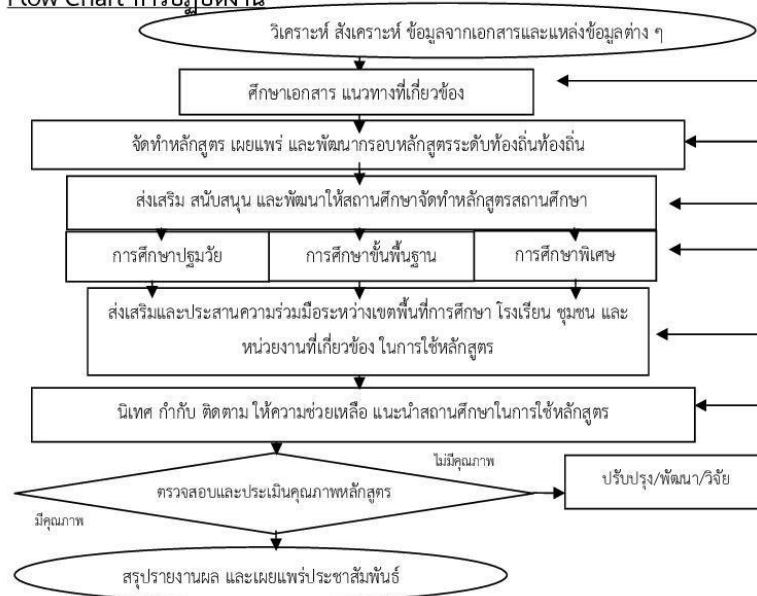 Flow Chart การปฏิบัติงาน
วิเคราะห์ สังเคราะห์ ข้อมูลจากเอกสารและแหล่งข้อมูลต่าง ๆ
ศึกษาเอกสาร แนวทางที่เกี่ยวข้อง
จัดทำหลักสูตร เผยแพร่ และพัฒนากรอบหลักสูตรระดับท้องถิ่นท้องถิ่น
ส่งเสริม สนับสนุน และพัฒนาให้สถานศึกษาจัดทำหลักสูตรสถานศึกษา
การศึกษาปฐมวัย
การศึกษาขั้นพื้นฐาน
การศึกษาพิเศษ
ส่งเสริมและประสานความร่วมมือระหว่างเขตพื้นที่การศึกษา โรงเรียน ชุมชน และ
หน่วยงานที่เกี่ยวข้อง ในการใช้หลักสูตร
นิเทศ กำกับ ติดตาม ให้ความช่วยเหลือ แนะนำสถานศึกษาในการใช้หลักสูตร
ไม่มีคุณภาพ
ตรวจสอบและประเมินคุณภาพหลักสูตร
ปรับปรุง/พัฒนา/วิจัย
มีคุณภาพ
สรุปรายงานผล และเผยแพร่ประชาสัมพันธ์